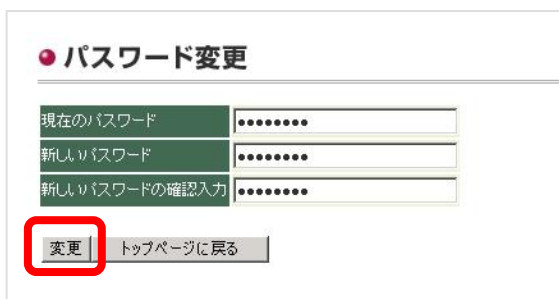 パスワード変更
現在のパスワード ●●●●●●●●
新しいパスワード ●●●●●●●●
新しいパスワードの確認入力 ●●●●●●●●
変更 トップページに戻る